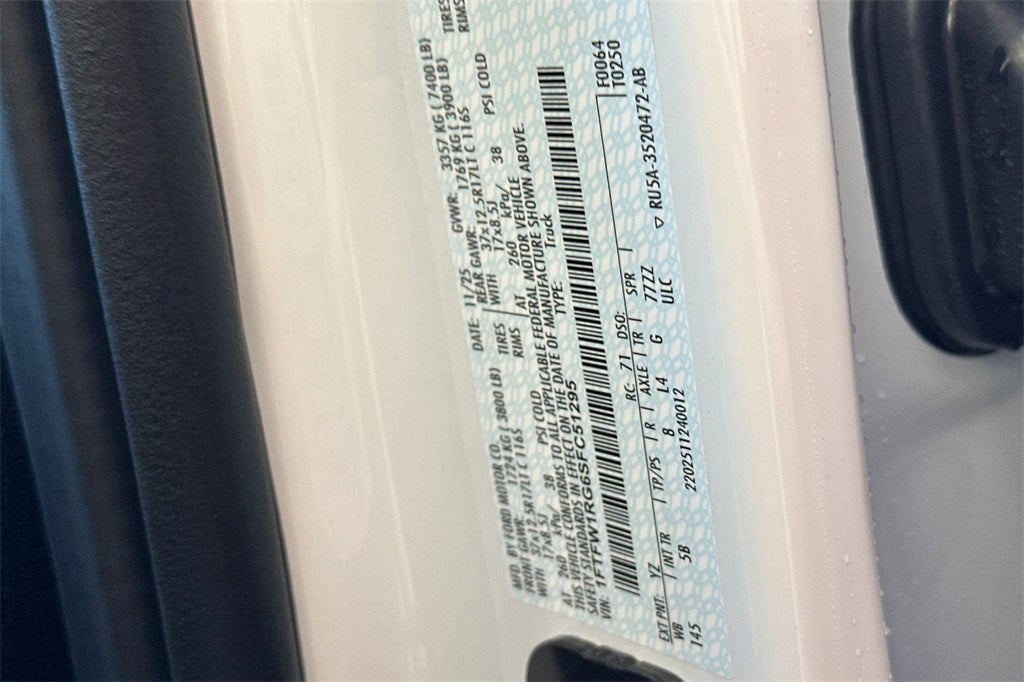 MFD. BY FORD MOTOR CO. DATE: 11/25 GVWR: 3357 KG ( 7400 LB)
FRONT GAWR: 1724 KG ( 3800 LB) REAR GAWR: 1769 KG ( 3900 LB)
WITH 37x12.5R17LT C 116S TIRES WITH 37x12.5R17LT C 116S TIRES
17x8.5J RIMS 17x8.5J RIMS
AT 260 kPa/ 38 PSI COLD AT 260 kPa/ 38 PSI COLD
THIS VEHICLE CONFORMS TO ALL APPLICABLE FEDERAL MOTOR VEHICLE
SAFETY STANDARDS IN EFFECT ON THE DATE OF MANUFACTURE SHOWN ABOVE.
VIN: 1FTFW1RG6SFC51295 TYPE: Truck
F0064
T0250
EXT PNT: YZ RC: 71 DSO:
WB INT TR TP/PS R AXLE TR SPR
145 5B 8 L4 G 77ZZ
2202511240012 ULC
RU5A-3520472-AB